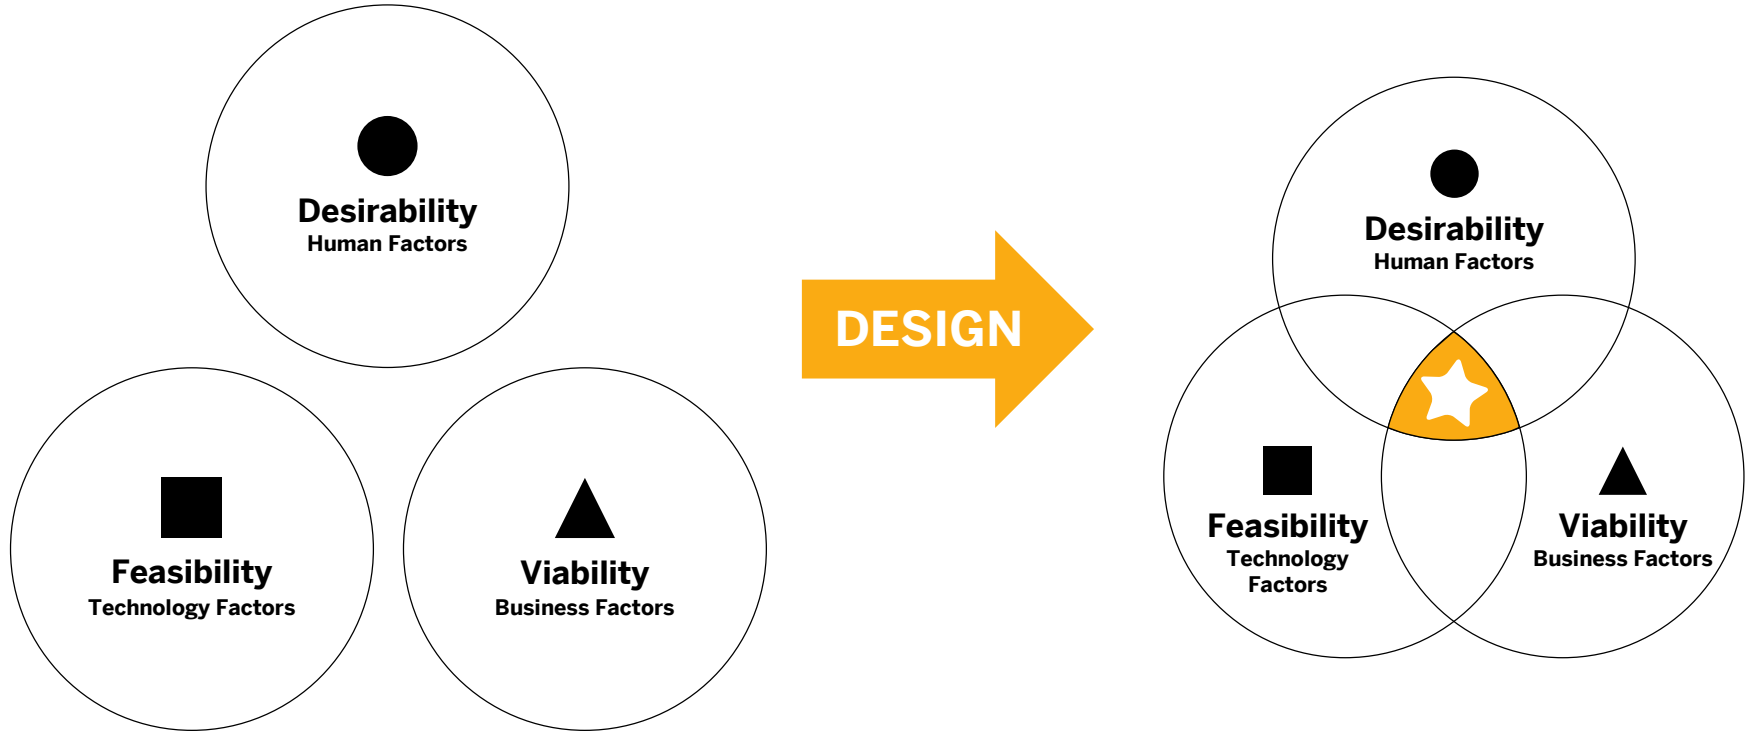 Desirability
Human Factors
Feasibility
Technology Factors
Viability
Business Factors
DESIGN
Desirability
Human Factors
Feasibility
Technology
Factors
Viability
Business Factors